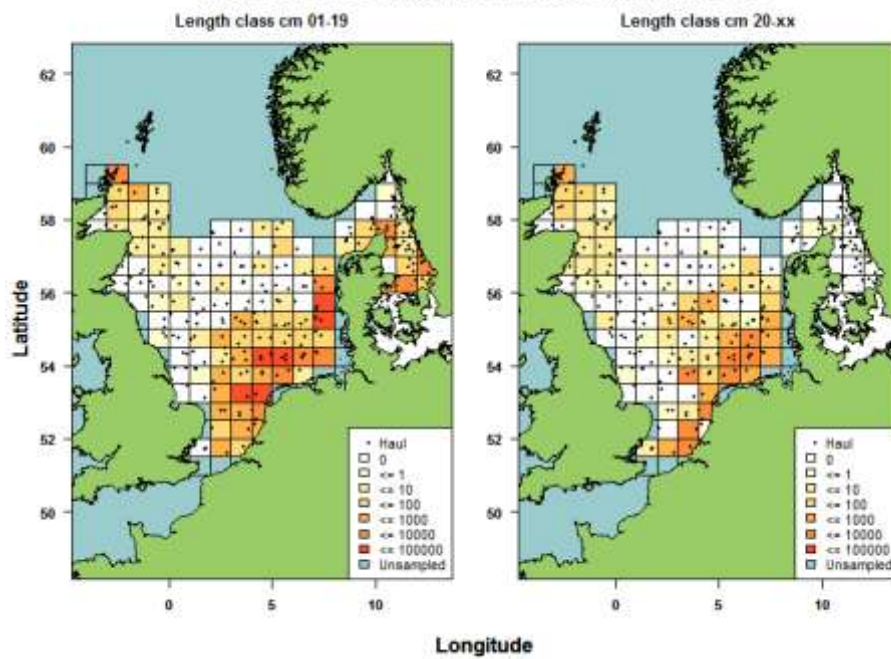 Length class cm 01-19
Length class cm 20-xx
62
60
58
56
54
52
50
Latitude
Haul
0
<= 1
<= 10
<= 100
<= 1000
<= 10000
<= 100000
Unsampled
0 5 10
62
60
58
56
54
52
50
Haul
0
<= 1
<= 10
<= 100
<= 1000
<= 10000
<= 100000
Unsampled
0 5 10
Longitude